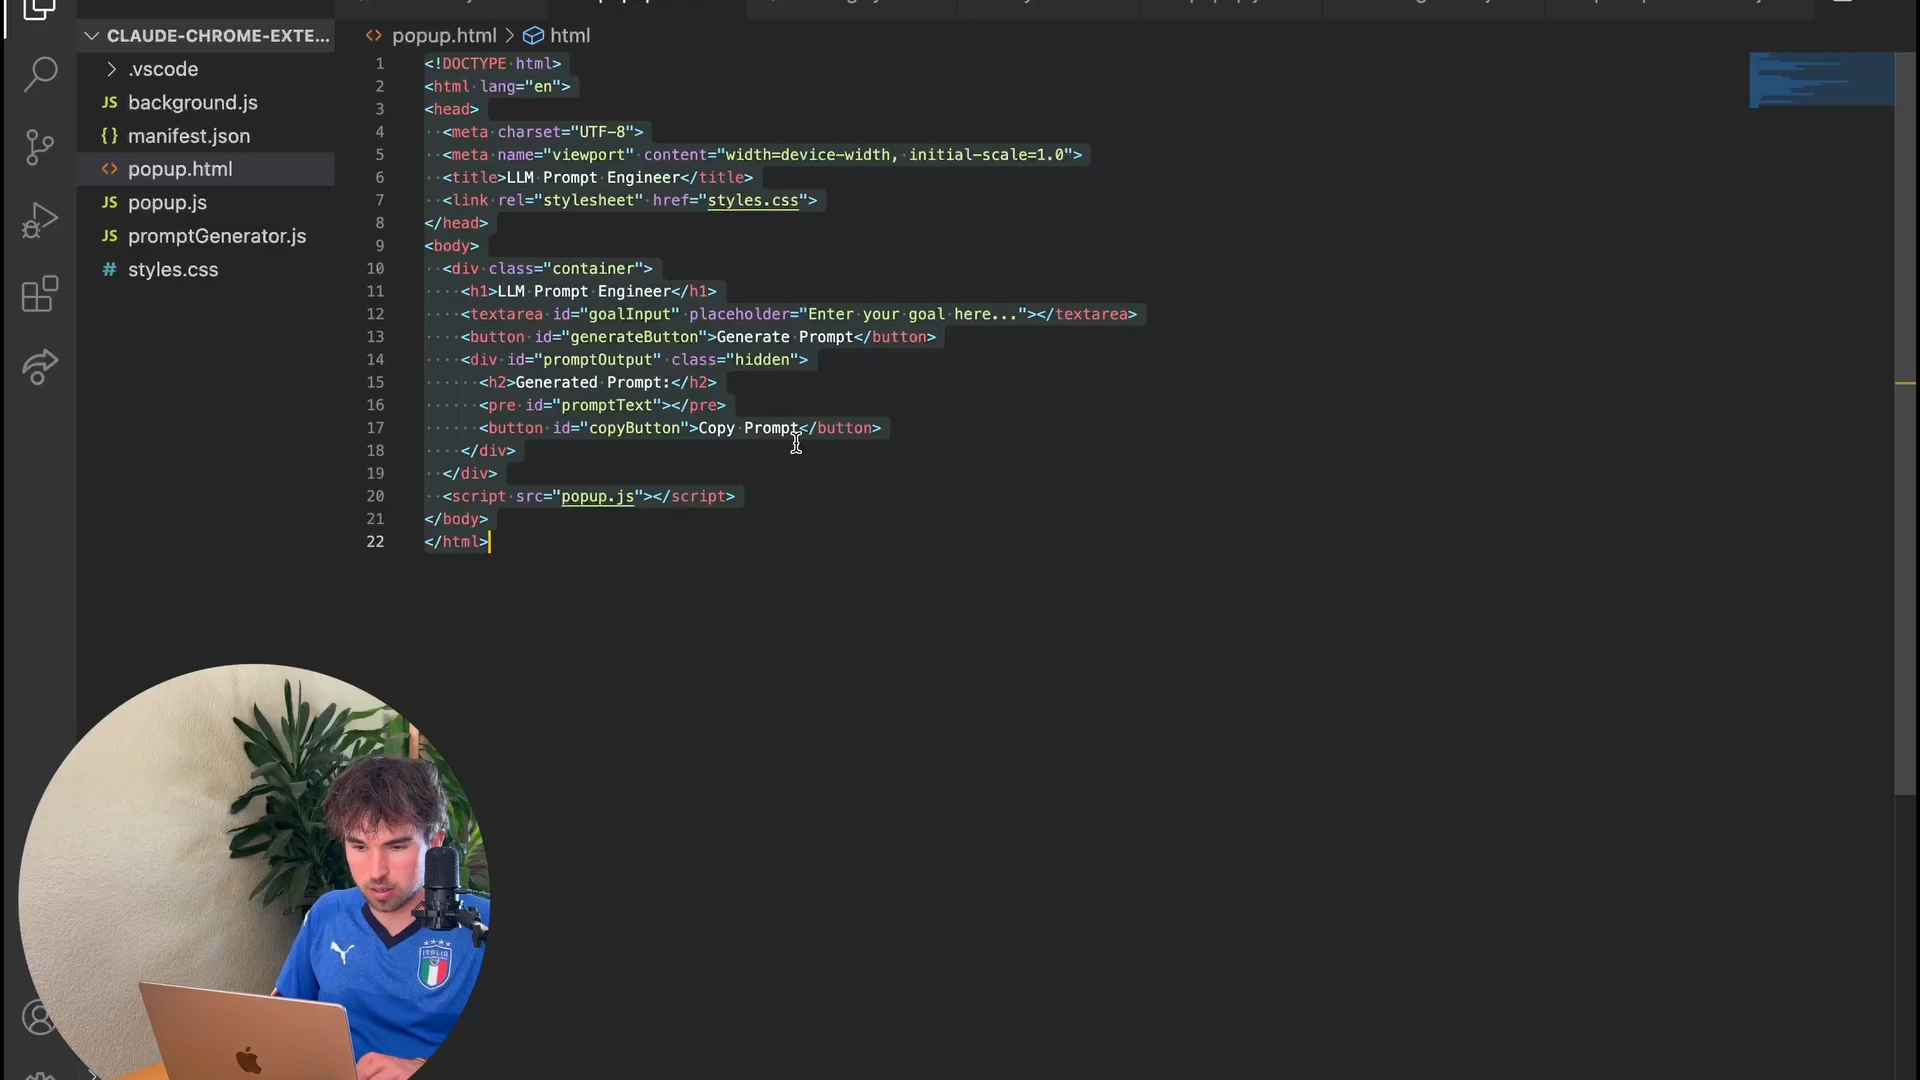 CLAUDE-CHROME-EXTE...
.vscode
JS background.js
{} manifest.json
<> popup.html
JS popup.js
JS promptGenerator.js
# styles.css
<> popup.html > html
1 <!DOCTYPE html>
2 <html lang="en">
3 <head>
4 <meta charset="UTF-8">
5 <meta name="viewport" content="width=device-width, initial-scale=1.0">
6 <title>LLM Prompt Engineer</title>
7 <link rel="stylesheet" href="styles.css">
8 </head>
9 <body>
10 <div class="container">
11 <h1>LLM Prompt Engineer</h1>
12 <textarea id="goalInput" placeholder="Enter your goal here..."></textarea>
13 <button id="generateButton">Generate Prompt</button>
14 <div id="promptOutput" class="hidden">
15 <h2>Generated Prompt:</h2>
16 <pre id="promptText"></pre>
17 <button id="copyButton">Copy Prompt</button>
18 </div>
19 </div>
20 <script src="popup.js"></script>
21 </body>
22 </html>
ITALIA